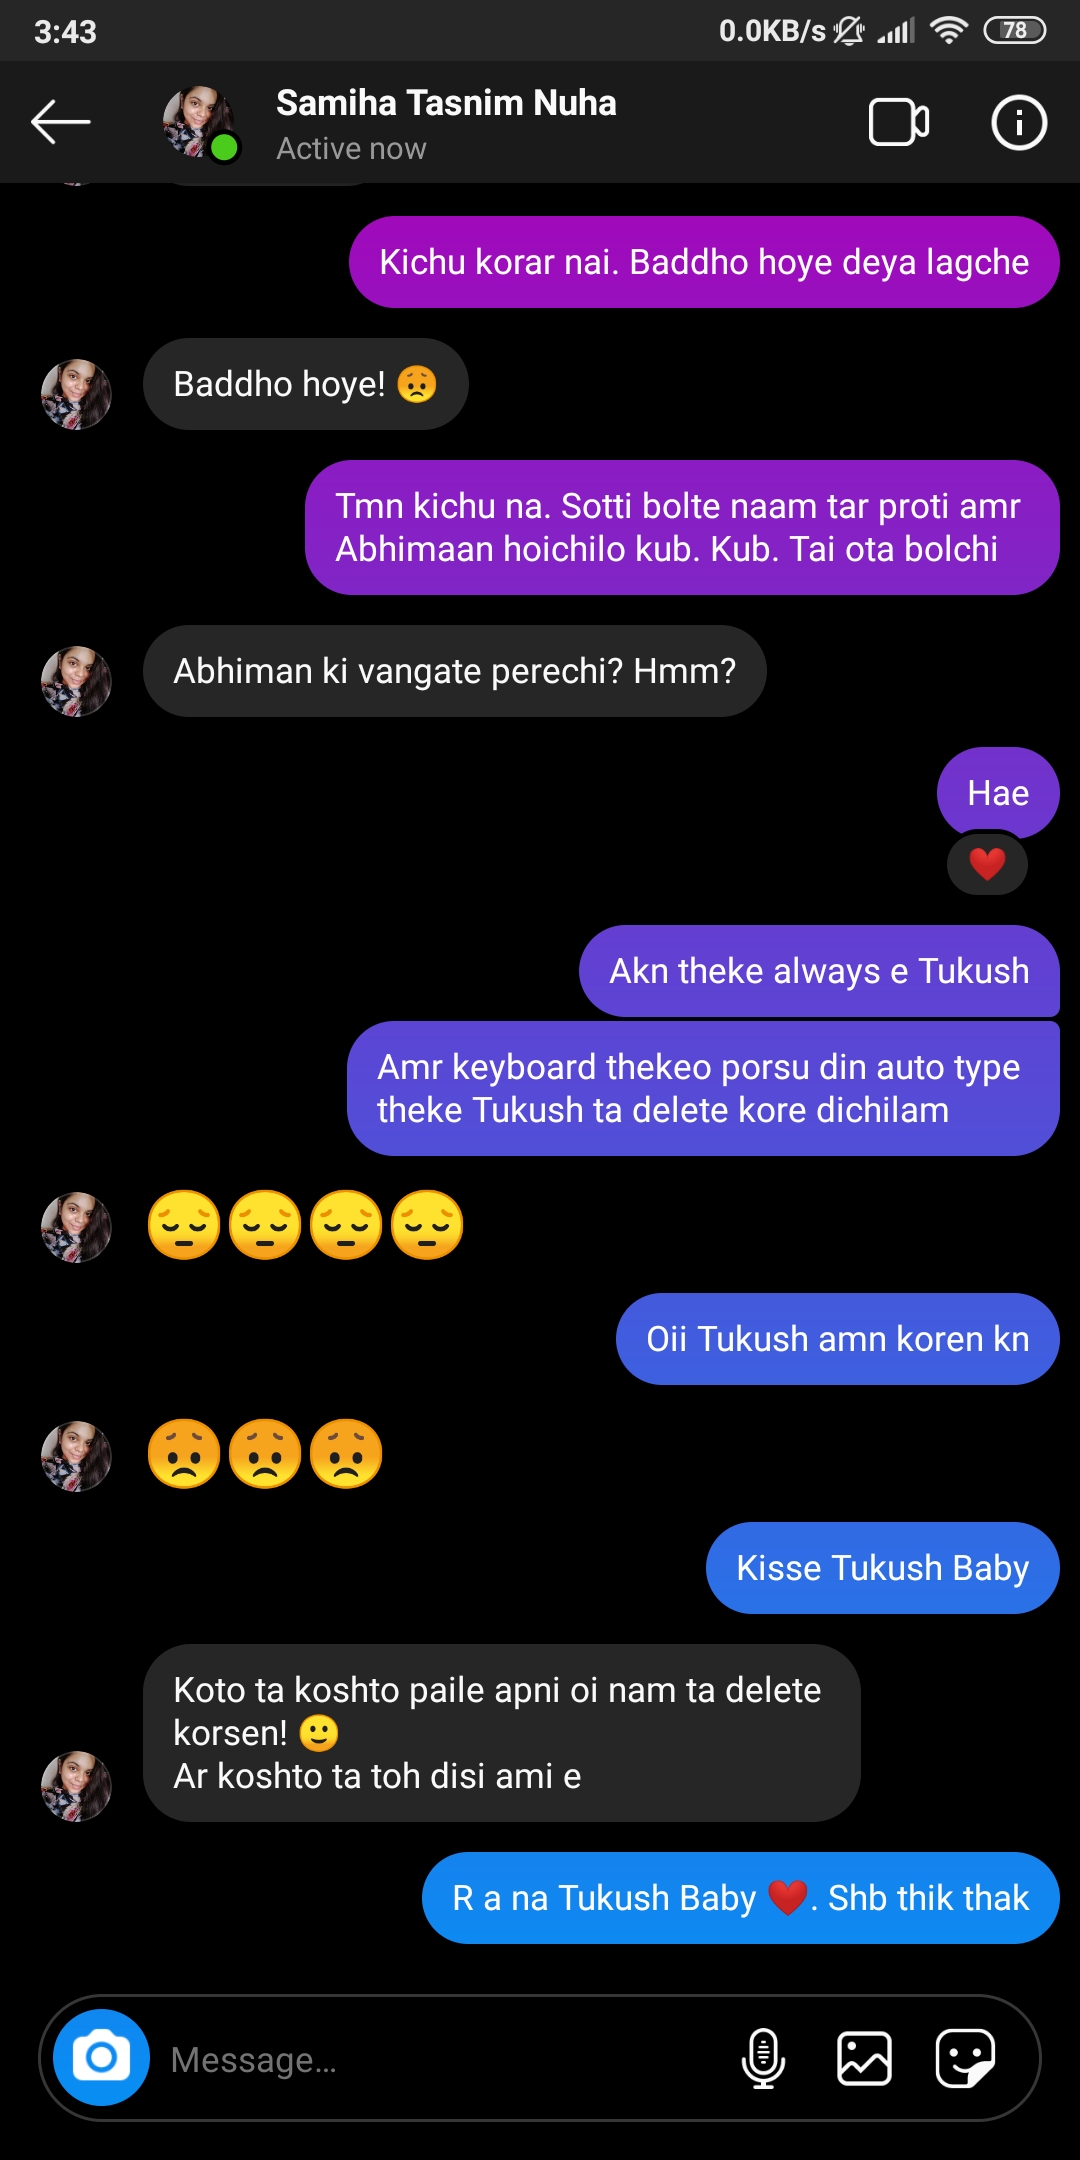 3:43
0.0KB/s
78
Samiha Tasnim Nuha
Active now
Kichu korar nai. Baddho hoye deya lagche
Baddho hoye! 😞
Tmn kichu na. Sotti bolte naam tar proti amr
Abhimaan hoichilo kub. Kub. Tai ota bolchi
Abhiman ki vangate perechi? Hmm?
Hae
❤️
Akn theke always e Tukush
Amr keyboard thekeo porsu din auto type
theke Tukush ta delete kore dichilam
😔😔😔😔
Oii Tukush amn koren kn
😞😞😞
Kisse Tukush Baby
Koto ta koshto paile apni oi nam ta delete
korsen! 🙂
Ar koshto ta toh disi ami e
R a na Tukush Baby ❤️. Shb thik thak
Message...